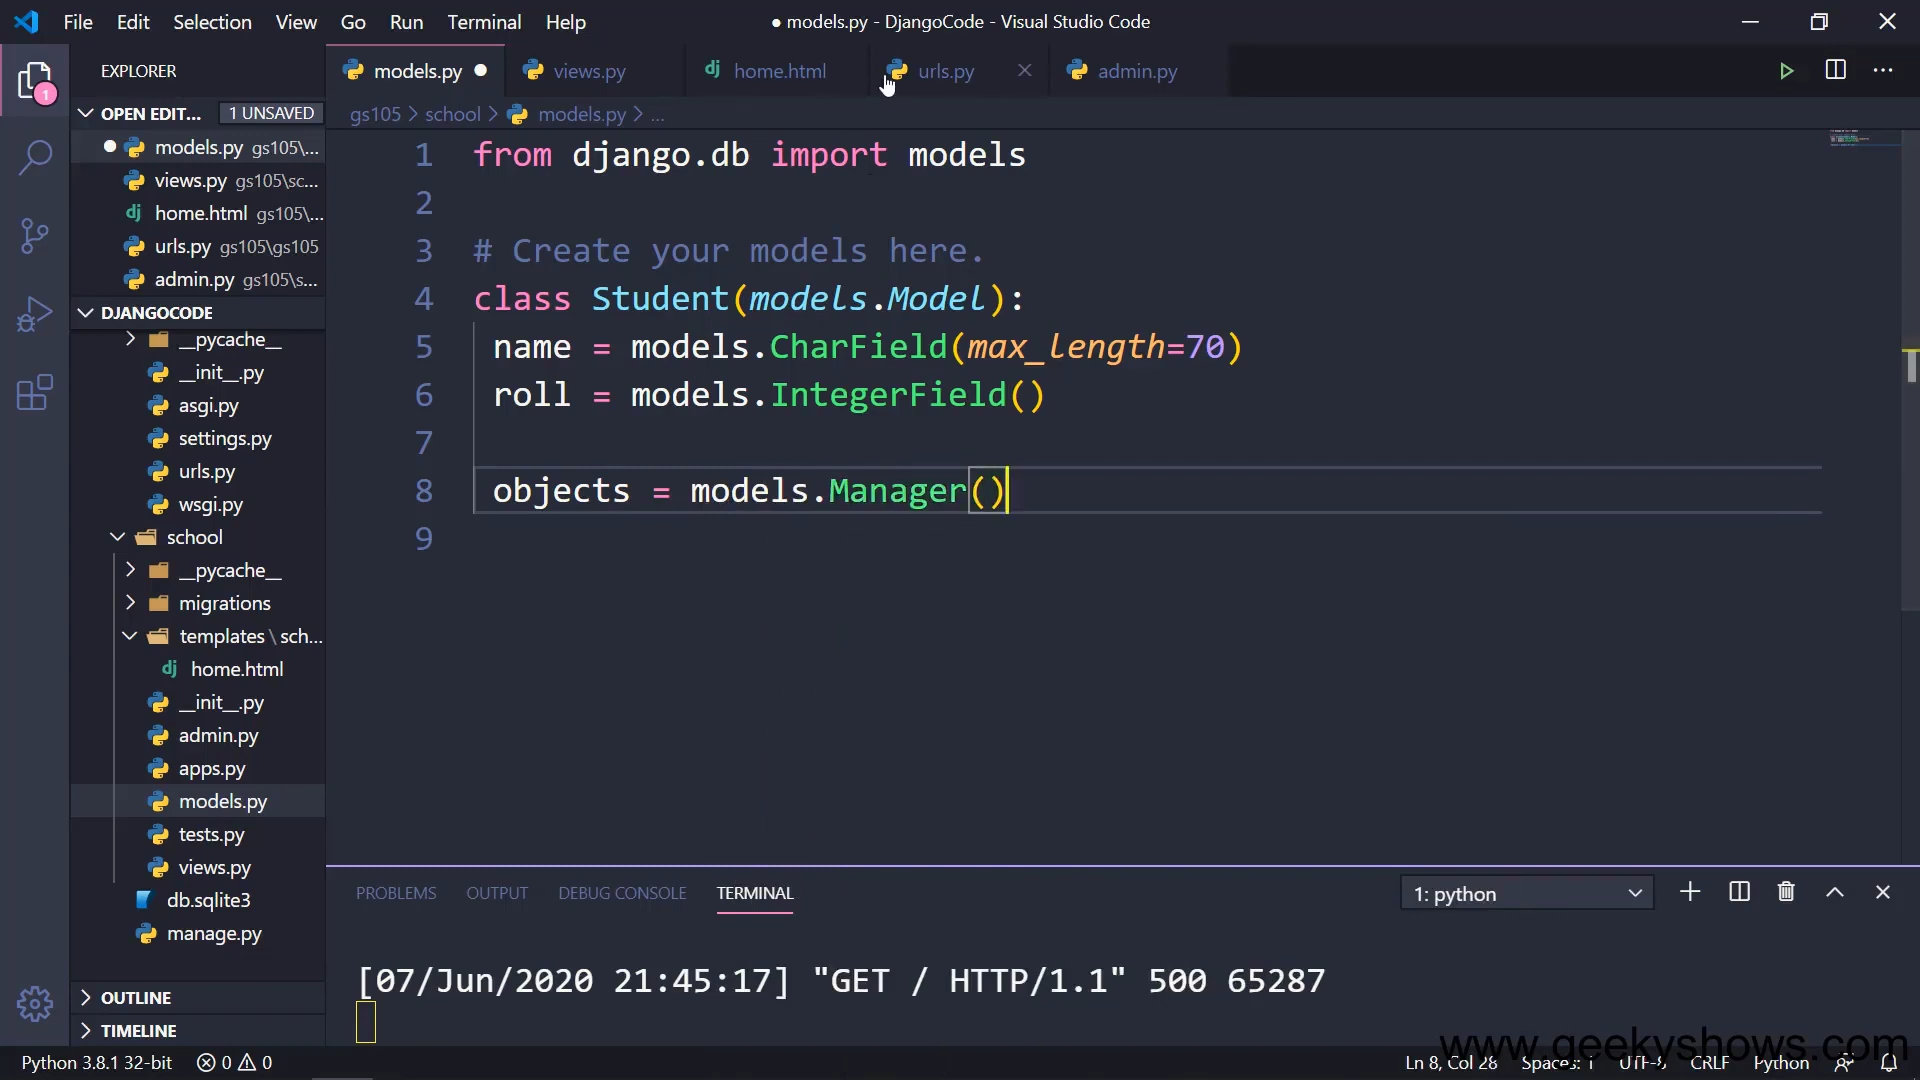 File Edit Selection View Go Run Terminal Help
● models.py - DjangoCode - Visual Studio Code
EXPLORER
OPEN EDIT... 1 UNSAVED
models.py gs105\...
views.py gs105\sc...
home.html gs105\...
urls.py gs105\gs105
admin.py gs105\s...
DJANGOCODE
__pycache__
__init__.py
asgi.py
settings.py
urls.py
wsgi.py
school
__pycache__
migrations
templates \ sch...
home.html
__init__.py
admin.py
apps.py
models.py
tests.py
views.py
db.sqlite3
manage.py
OUTLINE
TIMELINE
1
models.py views.py home.html urls.py admin.py
gs105 > school > models.py > ...
1 from django.db import models
2
3 # Create your models here.
4 class Student(models.Model):
5 name = models.CharField(max_length=70)
6 roll = models.IntegerField()
7
8 objects = models.Manager()
9
PROBLEMS OUTPUT DEBUG CONSOLE TERMINAL 1: python
[07/Jun/2020 21:45:17] "GET / HTTP/1.1" 500 65287
www.geekyshows.com
Python 3.8.1 32-bit 0 0 Ln 8, Col 28 Spaces: 1 UTF-8 CRLF Python